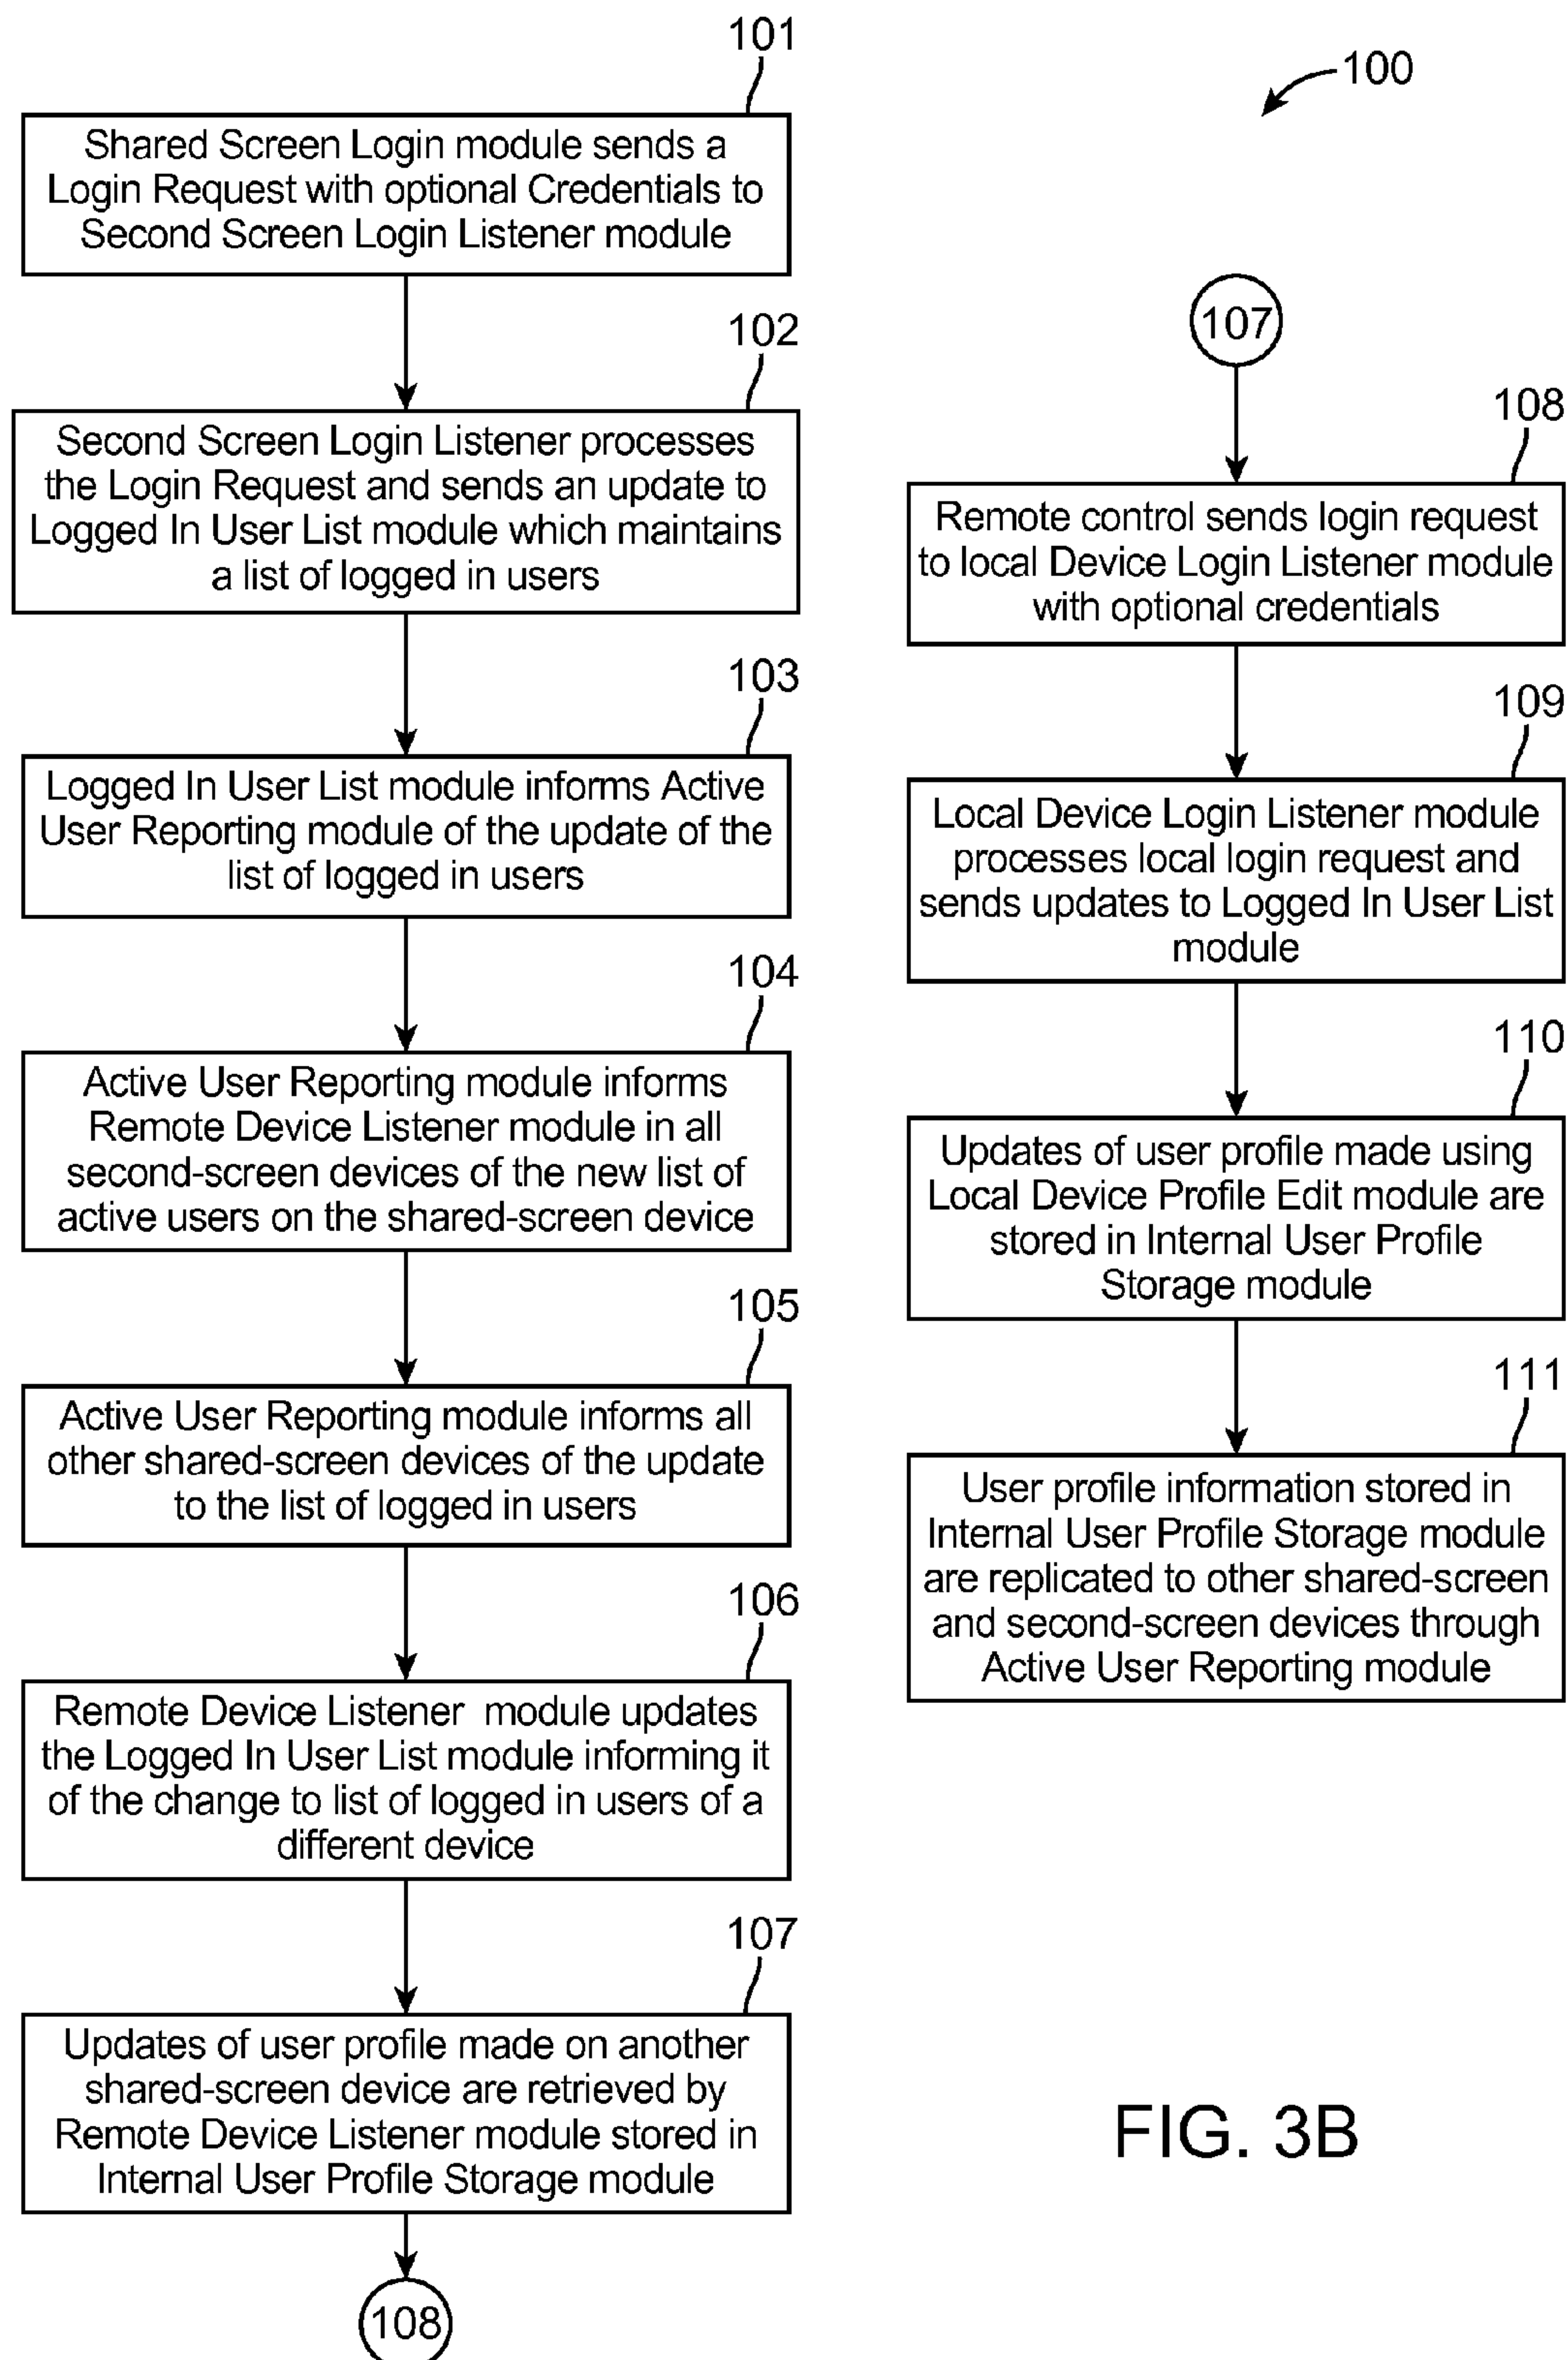 101
Shared Screen Login module sends a
Login Request with optional Credentials to
Second Screen Login Listener module
102
Second Screen Login Listener processes
the Login Request and sends an update to
Logged In User List module which maintains
a list of logged in users
103
Logged In User List module informs Active
User Reporting module of the update of the
list of logged in users
104
Active User Reporting module informs
Remote Device Listener module in all
second-screen devices of the new list of
active users on the shared-screen device
105
Active User Reporting module informs all
other shared-screen devices of the update
to the list of logged in users
106
Remote Device Listener module updates
the Logged In User List module informing it
of the change to list of logged in users of a
different device
107
Updates of user profile made on another
shared-screen device are retrieved by
Remote Device Listener module stored in
Internal User Profile Storage module
108
100
107
108
Remote control sends login request
to local Device Login Listener module
with optional credentials
109
Local Device Login Listener module
processes local login request and
sends updates to Logged In User List
module
110
Updates of user profile made using
Local Device Profile Edit module are
stored in Internal User Profile
Storage module
111
User profile information stored in
Internal User Profile Storage module
are replicated to other shared-screen
and second-screen devices through
Active User Reporting module
FIG. 3B